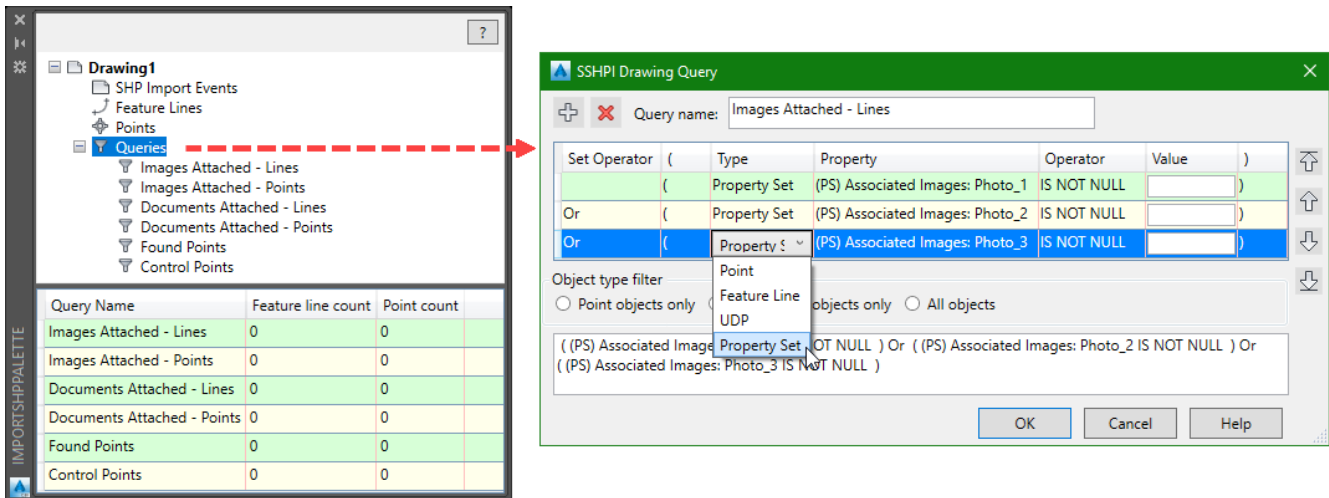 ?
Drawing1
SHP Import Events
Feature Lines
Points
Queries
Images Attached - Lines
Images Attached - Points
Documents Attached - Lines
Documents Attached - Points
Found Points
Control Points
Query Name Feature line count Point count
Images Attached - Lines 0 0
Images Attached - Points 0 0
Documents Attached - Lines 0 0
Documents Attached - Points 0 0
Found Points 0 0
Control Points 0 0
IMPORTSHPPALETTE
SSHPI Drawing Query
Query name: Images Attached - Lines
Set Operator ( Type Property Operator Value )
( Property Set (PS) Associated Images: Photo_1 IS NOT NULL )
Or ( Property Set (PS) Associated Images: Photo_2 IS NOT NULL )
Or ( Property S (PS) Associated Images: Photo_3 IS NOT NULL )
Point
Feature Line
UDP
Property Set
Object type filter
Point objects only objects only All objects
( (PS) Associated Image OT NULL ) Or ( (PS) Associated Images: Photo_2 IS NOT NULL ) Or
( (PS) Associated Images: Photo_3 IS NOT NULL )
OK Cancel Help